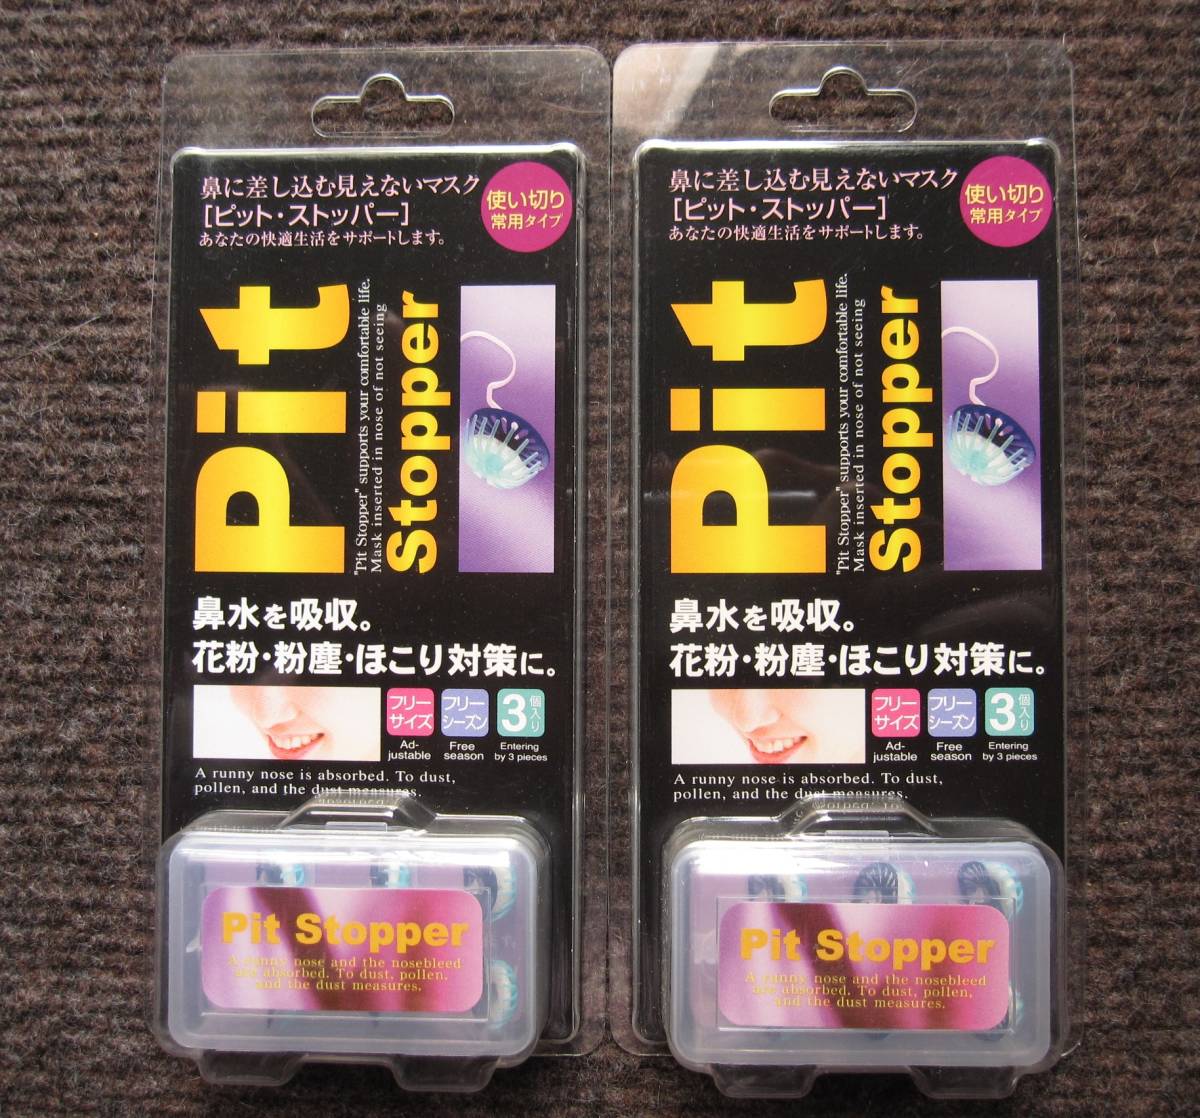 鼻に差し込む見えないマスク
[ピット・ストッパー]
あなたの快適生活をサポートします。
使い切り
常用タイプ
Pit
"Pit Stopper" supports your comfortable life.
Mask inserted in nose of not seeing
Stopper
鼻水を吸収。
花粉・粉塵・ほこり対策に。
フリー
サイズ
Ad-
justable
フリー
シーズン
Free
season
3個入り
Entering
by 3 pieces
A runny nose is absorbed. To dust,
pollen, and the dust measures.
Pit Stopper
A runny nose and the nosebleed
are absorbed. To dust, pollen,
and the dust measures.
鼻に差し込む見えないマスク
[ピット・ストッパー]
あなたの快適生活をサポートします。
使い切り
常用タイプ
Pit
"Pit Stopper" supports your comfortable life.
Mask inserted in nose of not seeing
Stopper
鼻水を吸収。
花粉・粉塵・ほこり対策に。
フリー
サイズ
Ad-
justable
フリー
シーズン
Free
season
3個入り
Entering
by 3 pieces
A runny nose is absorbed. To dust,
pollen, and the dust measures.
Pit Stopper
A runny nose and the nosebleed
are absorbed. To dust, pollen,
and the dust measures.